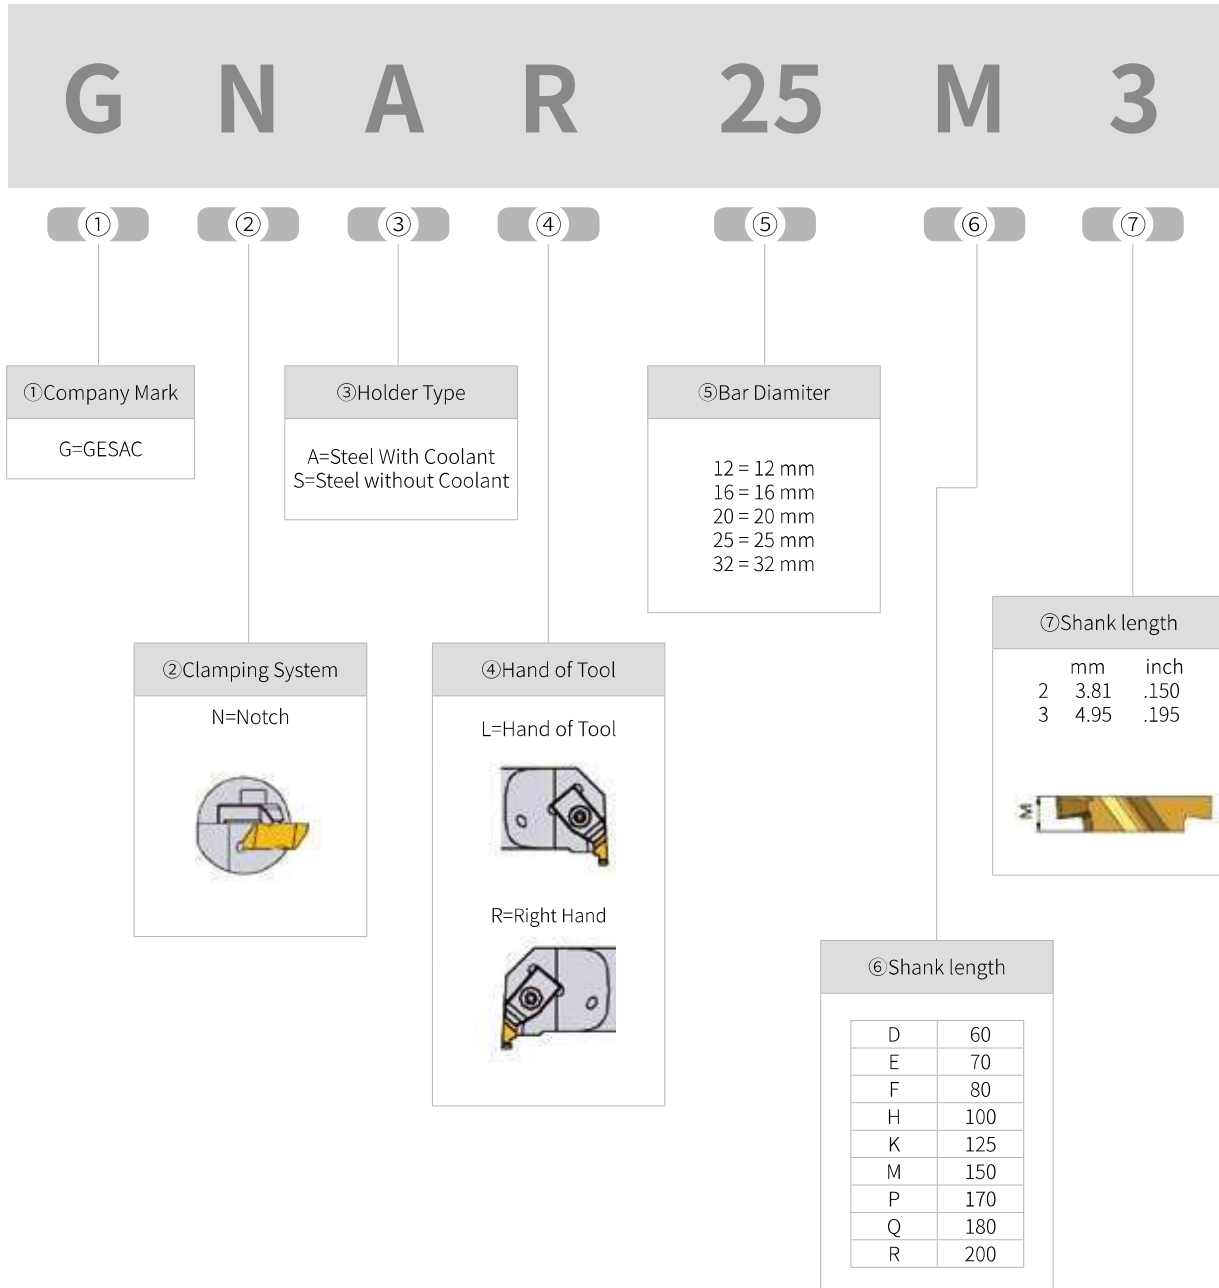 G N A R 25 M 3
① ② ③ ④ ⑤ ⑥ ⑦
①Company Mark
G=GESAC
③Holder Type
A=Steel With Coolant
S=Steel without Coolant
⑤Bar Diamiter
12 = 12 mm
16 = 16 mm
20 = 20 mm
25 = 25 mm
32 = 32 mm
②Clamping System
N=Notch
④Hand of Tool
L=Hand of Tool
R=Right Hand
⑦Shank length
mm inch
2 3.81 .150
3 4.95 .195
M
⑥Shank length
D 60
E 70
F 80
H 100
K 125
M 150
P 170
Q 180
R 200